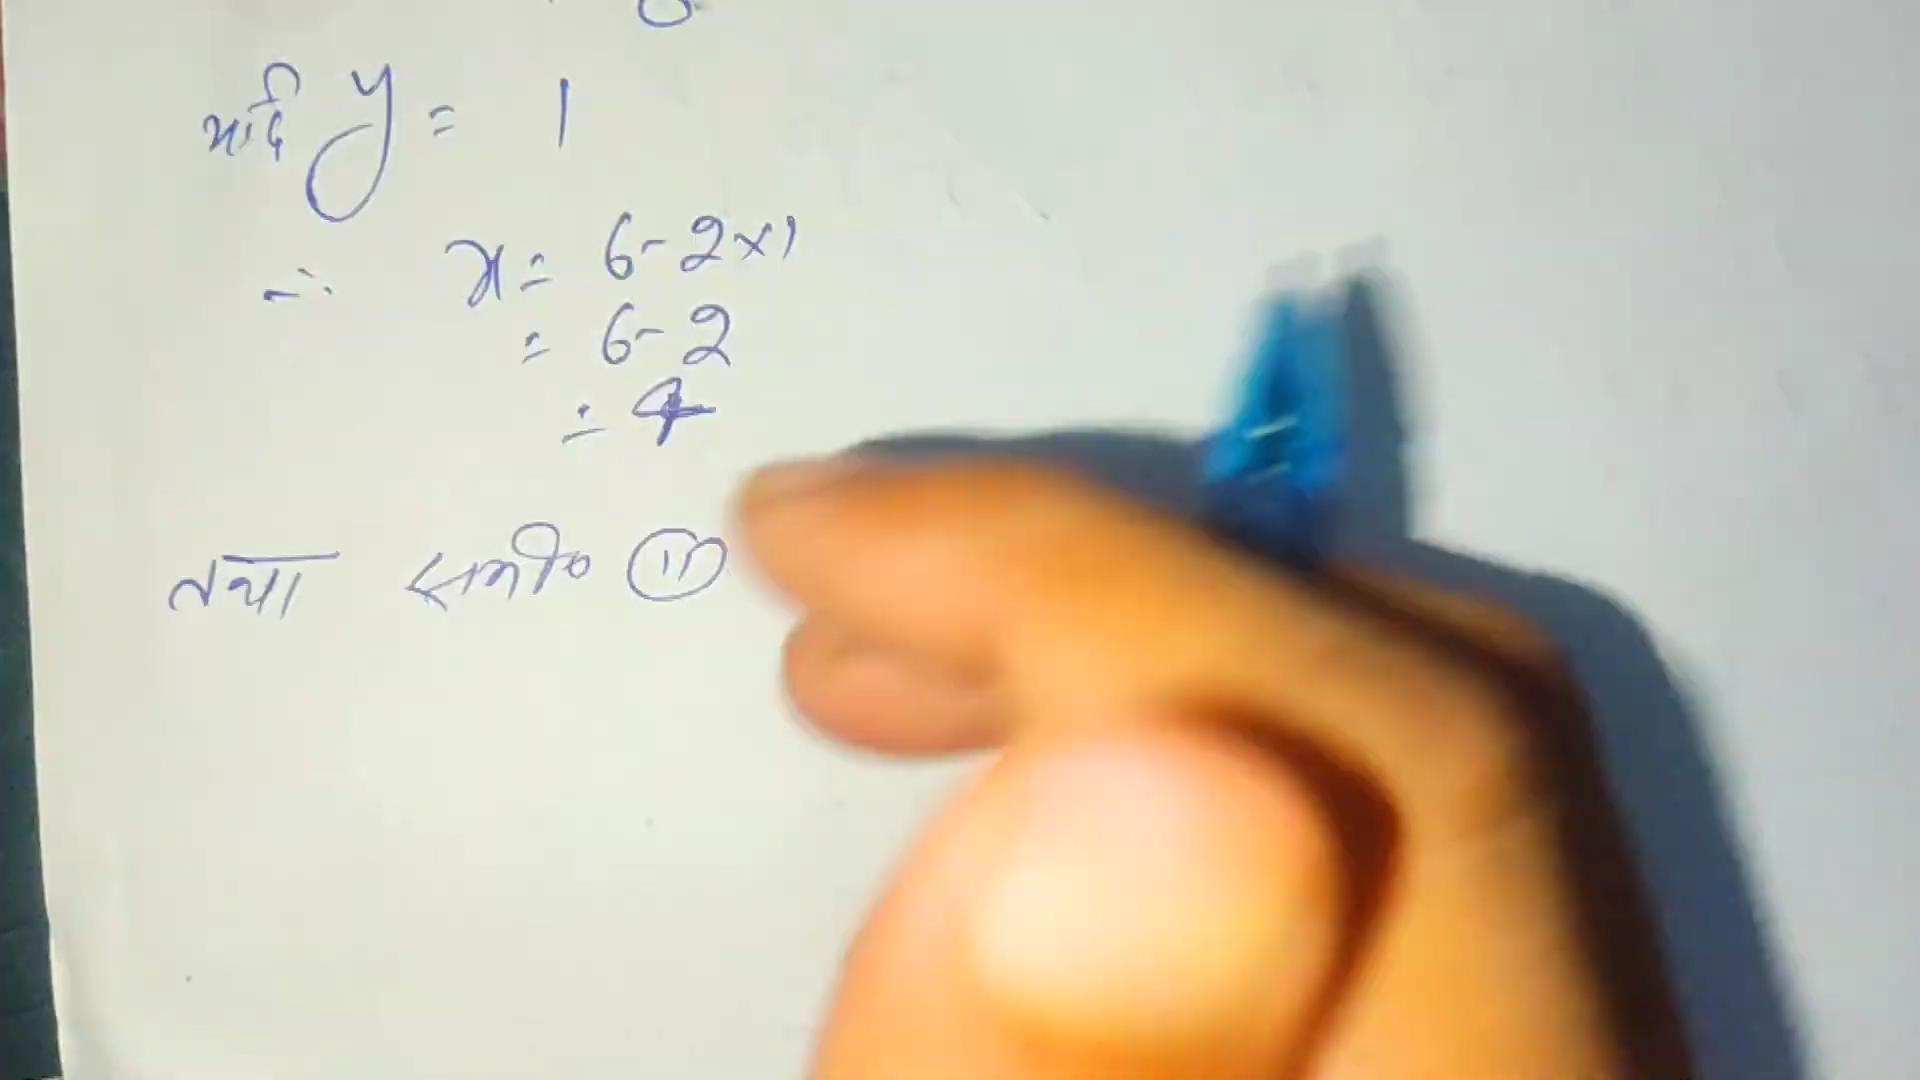 यदि y = 1
∴ x = 6 - 2 × 1
= 6 - 2
= 4
तथा समी० (ii)